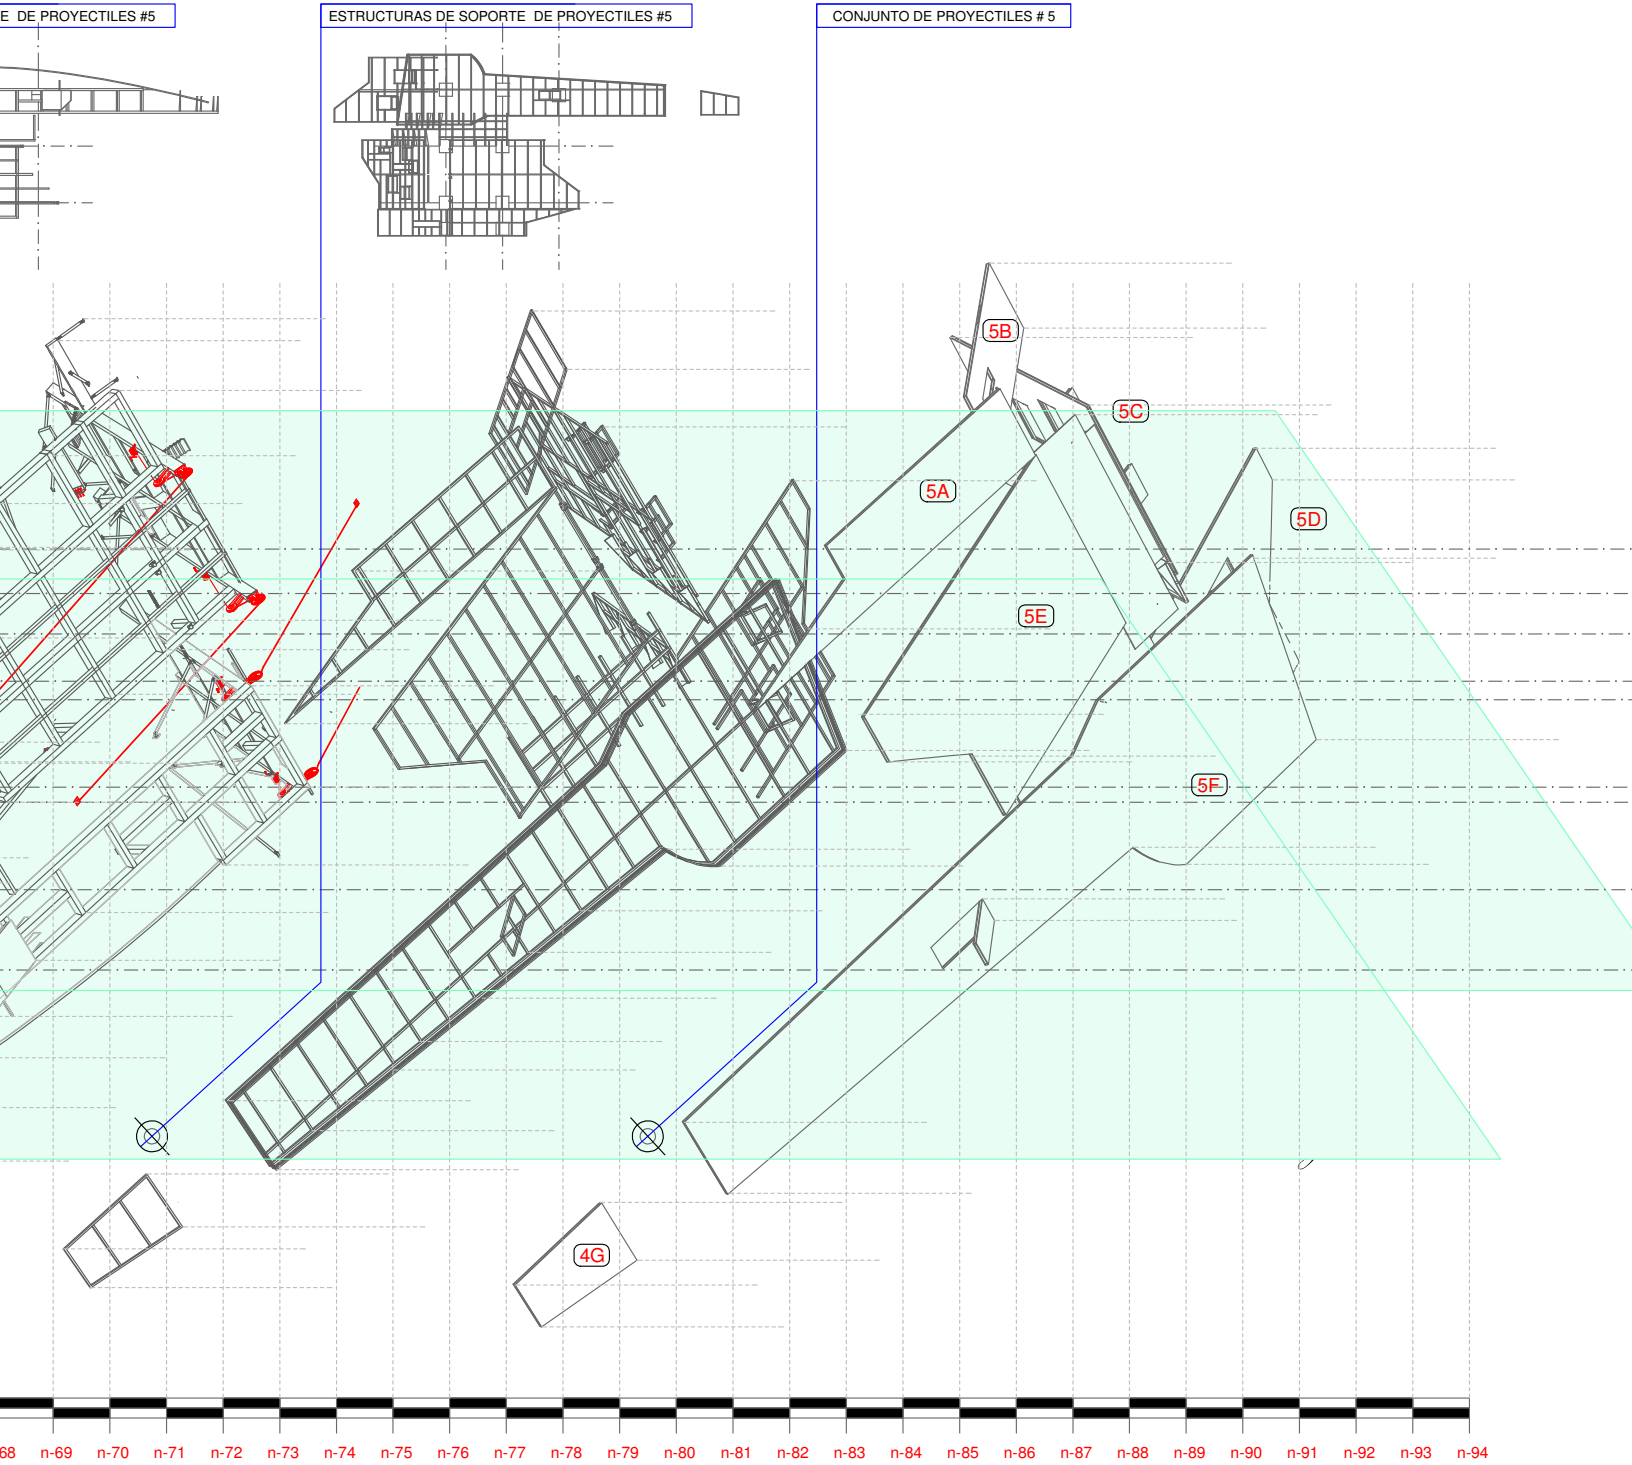 E DE PROYECTILES #5
ESTRUCTURAS DE SOPORTE DE PROYECTILES #5
CONJUNTO DE PROYECTILES # 5
5B
5C
5A
5D
5E
5F
4G
68 n-69 n-70 n-71 n-72 n-73 n-74 n-75 n-76 n-77 n-78 n-79 n-80 n-81 n-82 n-83 n-84 n-85 n-86 n-87 n-88 n-89 n-90 n-91 n-92 n-93 n-94